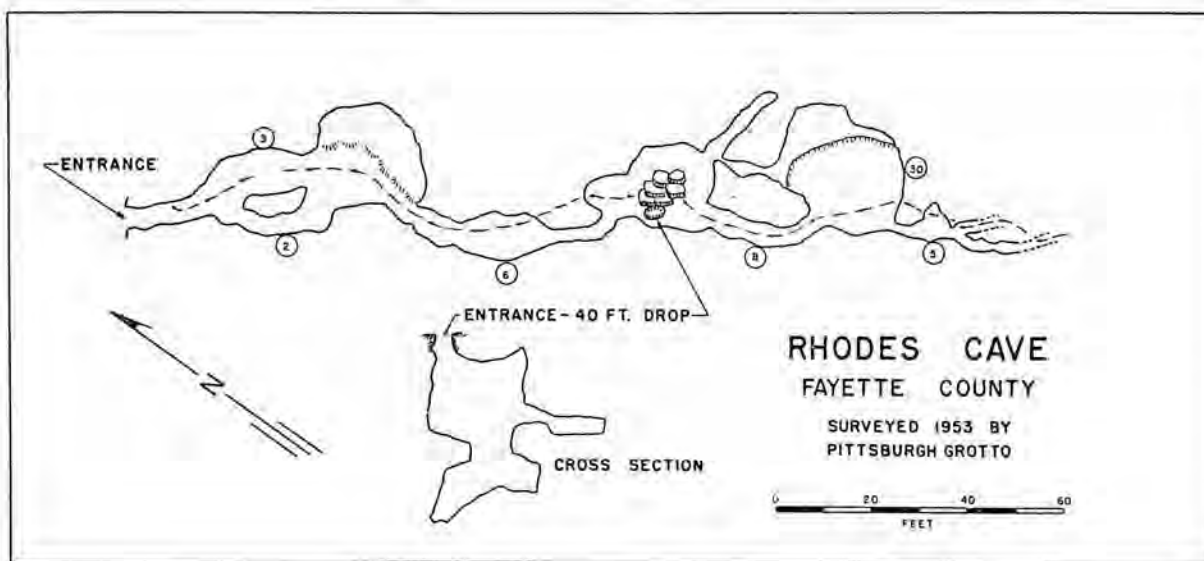 3
ENTRANCE
30
2
6
8
5
ENTRANCE - 40 FT. DROP
N
RHODES CAVE
FAYETTE COUNTY
SURVEYED 1953 BY
PITTSBURGH GROTTO
CROSS SECTION
0 20 40 60
FEET